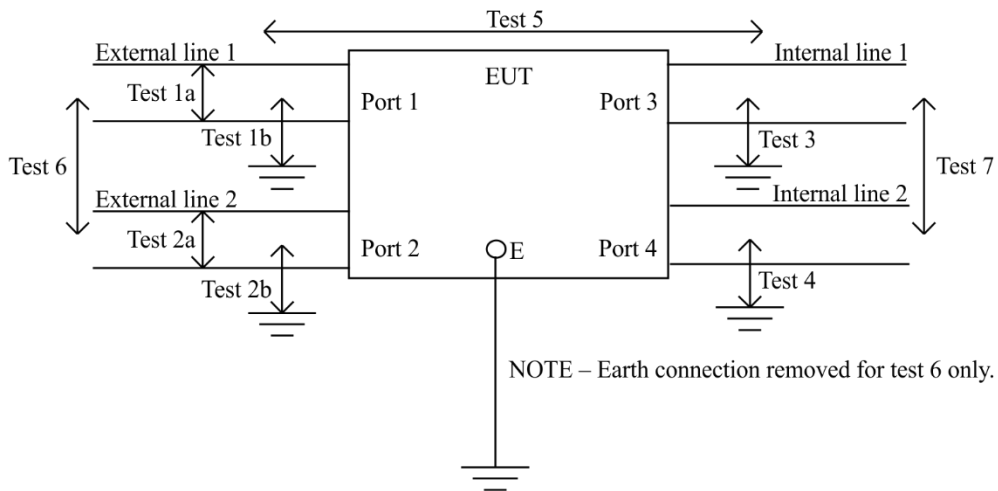 Test 5
External line 1
Internal line 1
EUT
Test 1a
Port 1
Port 3
Test 1b
Test 3
Test 6
Test 7
External line 2
Internal line 2
Test 2a
Port 2
E
Port 4
Test 2b
Test 4
NOTE – Earth connection removed for test 6 only.